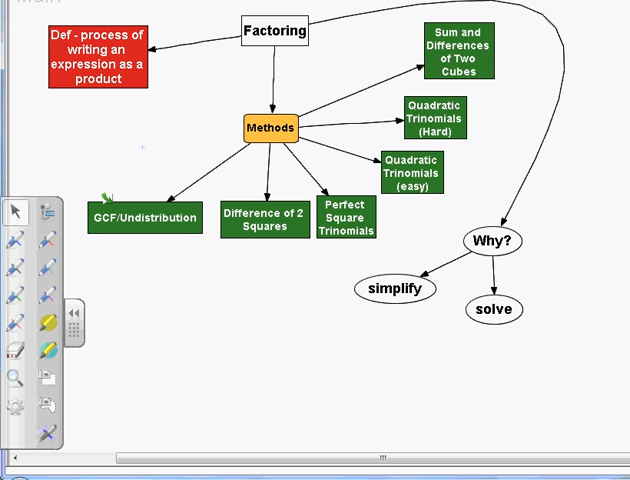 Main
Factoring
Def - process of
writing an
expression as a
product
Sum and
Differences
of Two
Cubes
Methods
Quadratic
Trinomials
(Hard)
Quadratic
Trinomials
(easy)
GCF/Undistribution
Difference of 2
Squares
Perfect
Square
Trinomials
Why?
simplify
solve